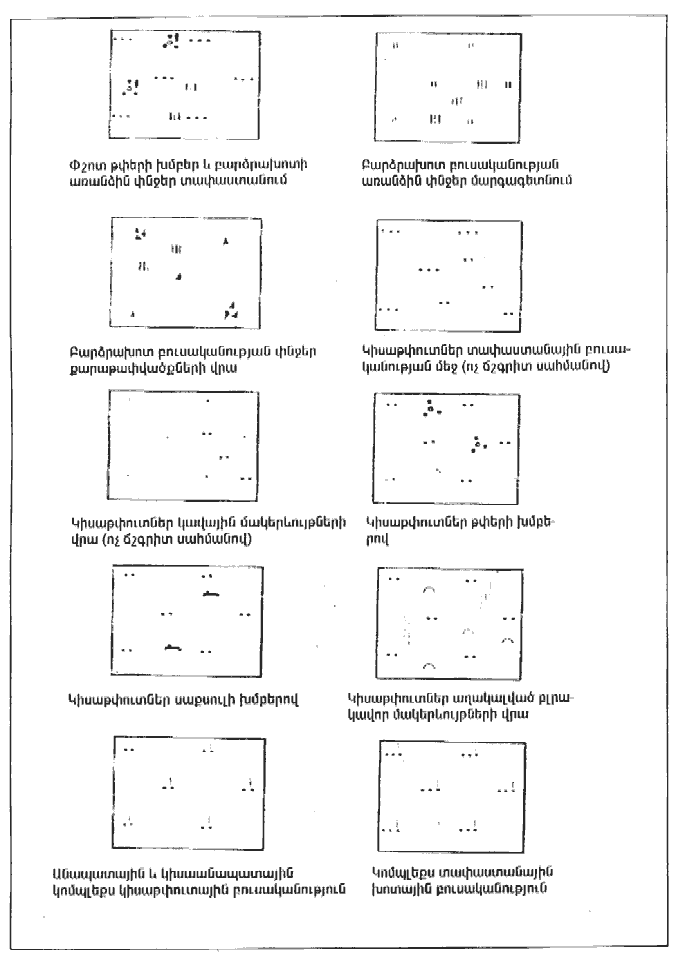 Փշոտ թփերի խմբեր և բարձրախոտի
առանձին փնջեր տափաստանում
Բարձրախոտ բուսականության
առանձին փնջեր մարգագետնում
Բարձրախոտ բուսականության փնջեր
քարաթափվածքների վրա
Կիսաթփուտներ տափաստանային բուսա-
կանության մեջ (ոչ ճշգրիտ սահմանով)
Կիսաթփուտներ կավային մակերևույթների
վրա (ոչ ճշգրիտ սահմանով)
Կիսաթփուտներ թփերի խմբե-
րով
Կիսաթփուտներ սաքսուլի խմբերով
Կիսաթփուտներ աղակալված բլրա-
կավոր մակերևույթների վրա
Անապատային և կիսաանապատային
կոմպլեքս կիսաթփուտային բուսականություն
Կոմպլեքս տափաստանային
խոտային բուսականություն